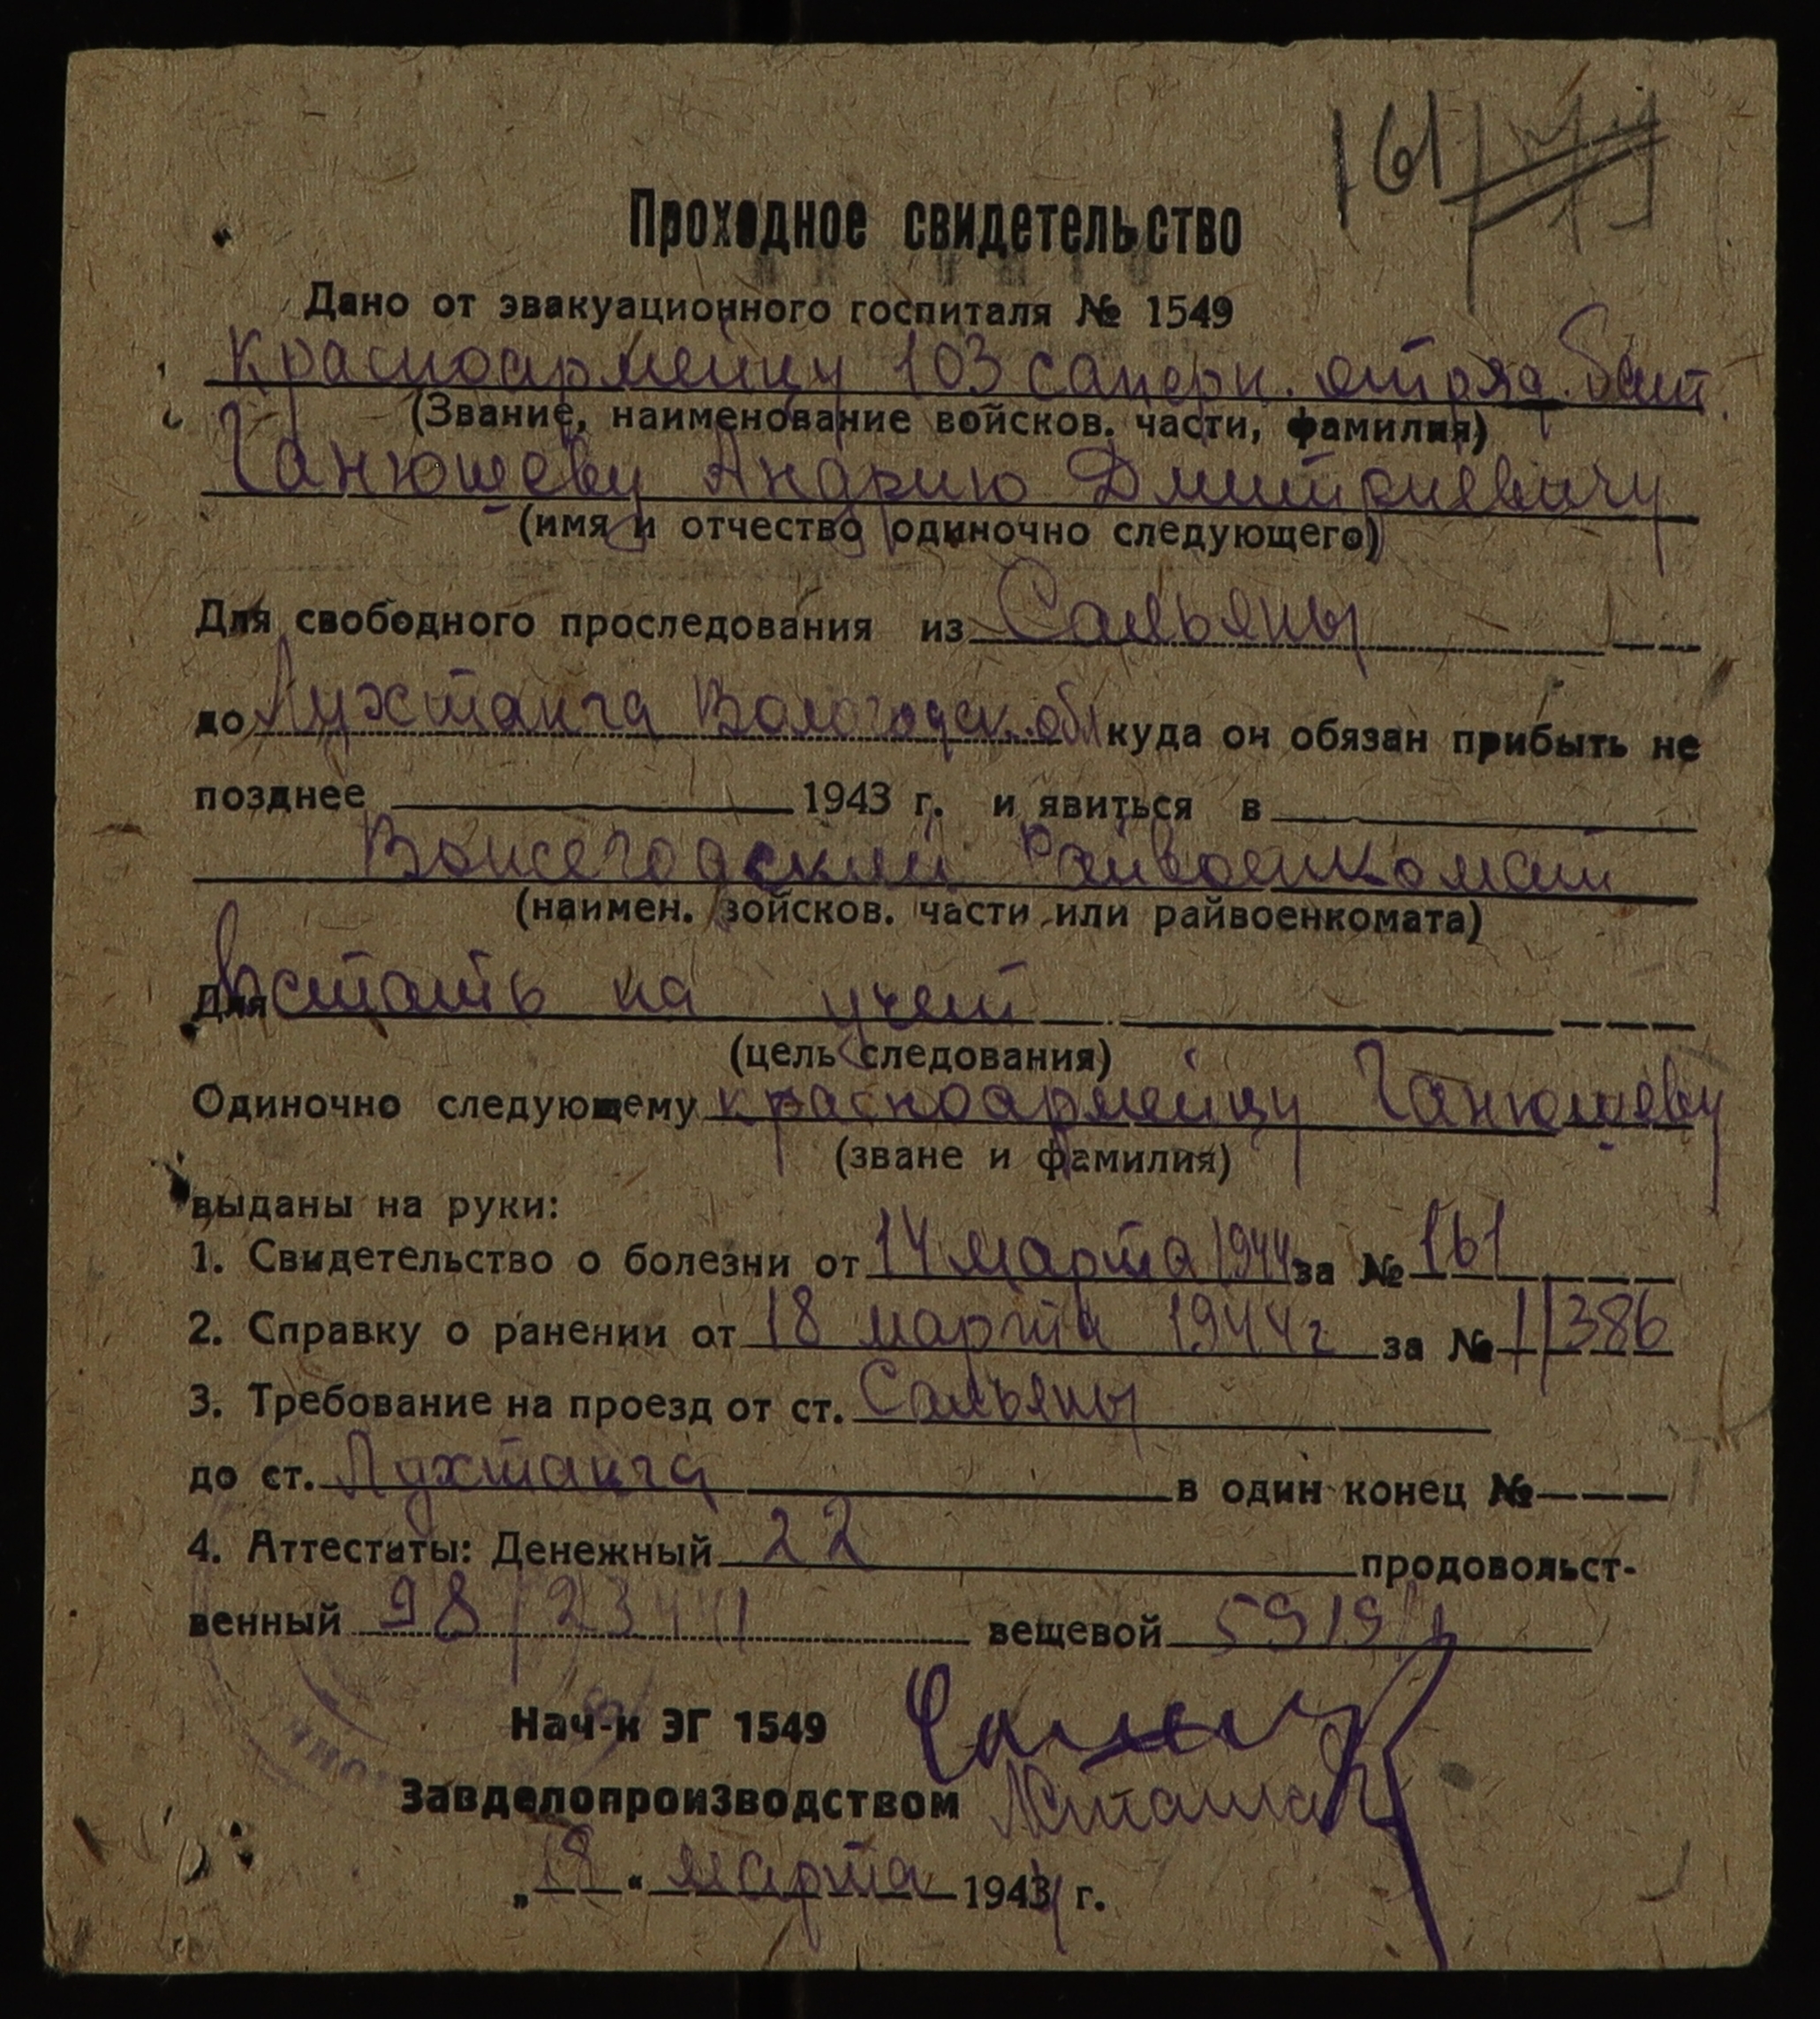 161
Проходное свидетельство
Дано от эвакуационного госпиталя № 1549
Красноармейцу 103 саперн. отряд. бат.
(Звание, наименование войсков. части, фамилия)
Ганюшеву Андрию Дмитриевичу
(имя и отчество одиночно следующего)
Для свободного проследования из Сальяны
до Лухтанга Вологодск. обл куда он обязан прибыть не
позднее 1943 г. и явиться в
Вожегодский Райвоенкомат
(наимен. войсков. части или райвоенкомата)
Для встать на учет
(цель следования)
Одиночно следующему красноармейцу Ганюшеву
(зване и фамилия)
выданы на руки:
1. Свидетельство о болезни от 14 марта 1944 за № 161
2. Справку о ранении от 18 марта 1944 г за № 1/386
3. Требование на проезд от ст. Сальяны
до ст. Лухтанга в один конец №
4. Аттестаты: Денежный 22 продовольст-
венный 98/23441 вещевой
Нач-к ЭГ 1549
Завделопроизводством
„18“ марта 1944 г.